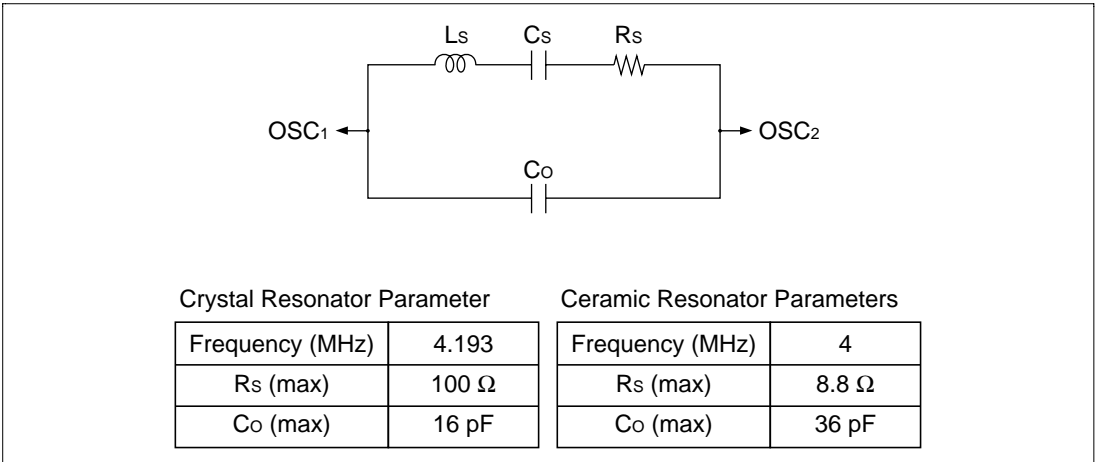 Ls Cs Rs
OSC1 OSC2
Co
Crystal Resonator Parameter
Frequency (MHz) 4.193
Rs (max) 100 Ω
Co (max) 16 pF
Ceramic Resonator Parameters
Frequency (MHz) 4
Rs (max) 8.8 Ω
Co (max) 36 pF